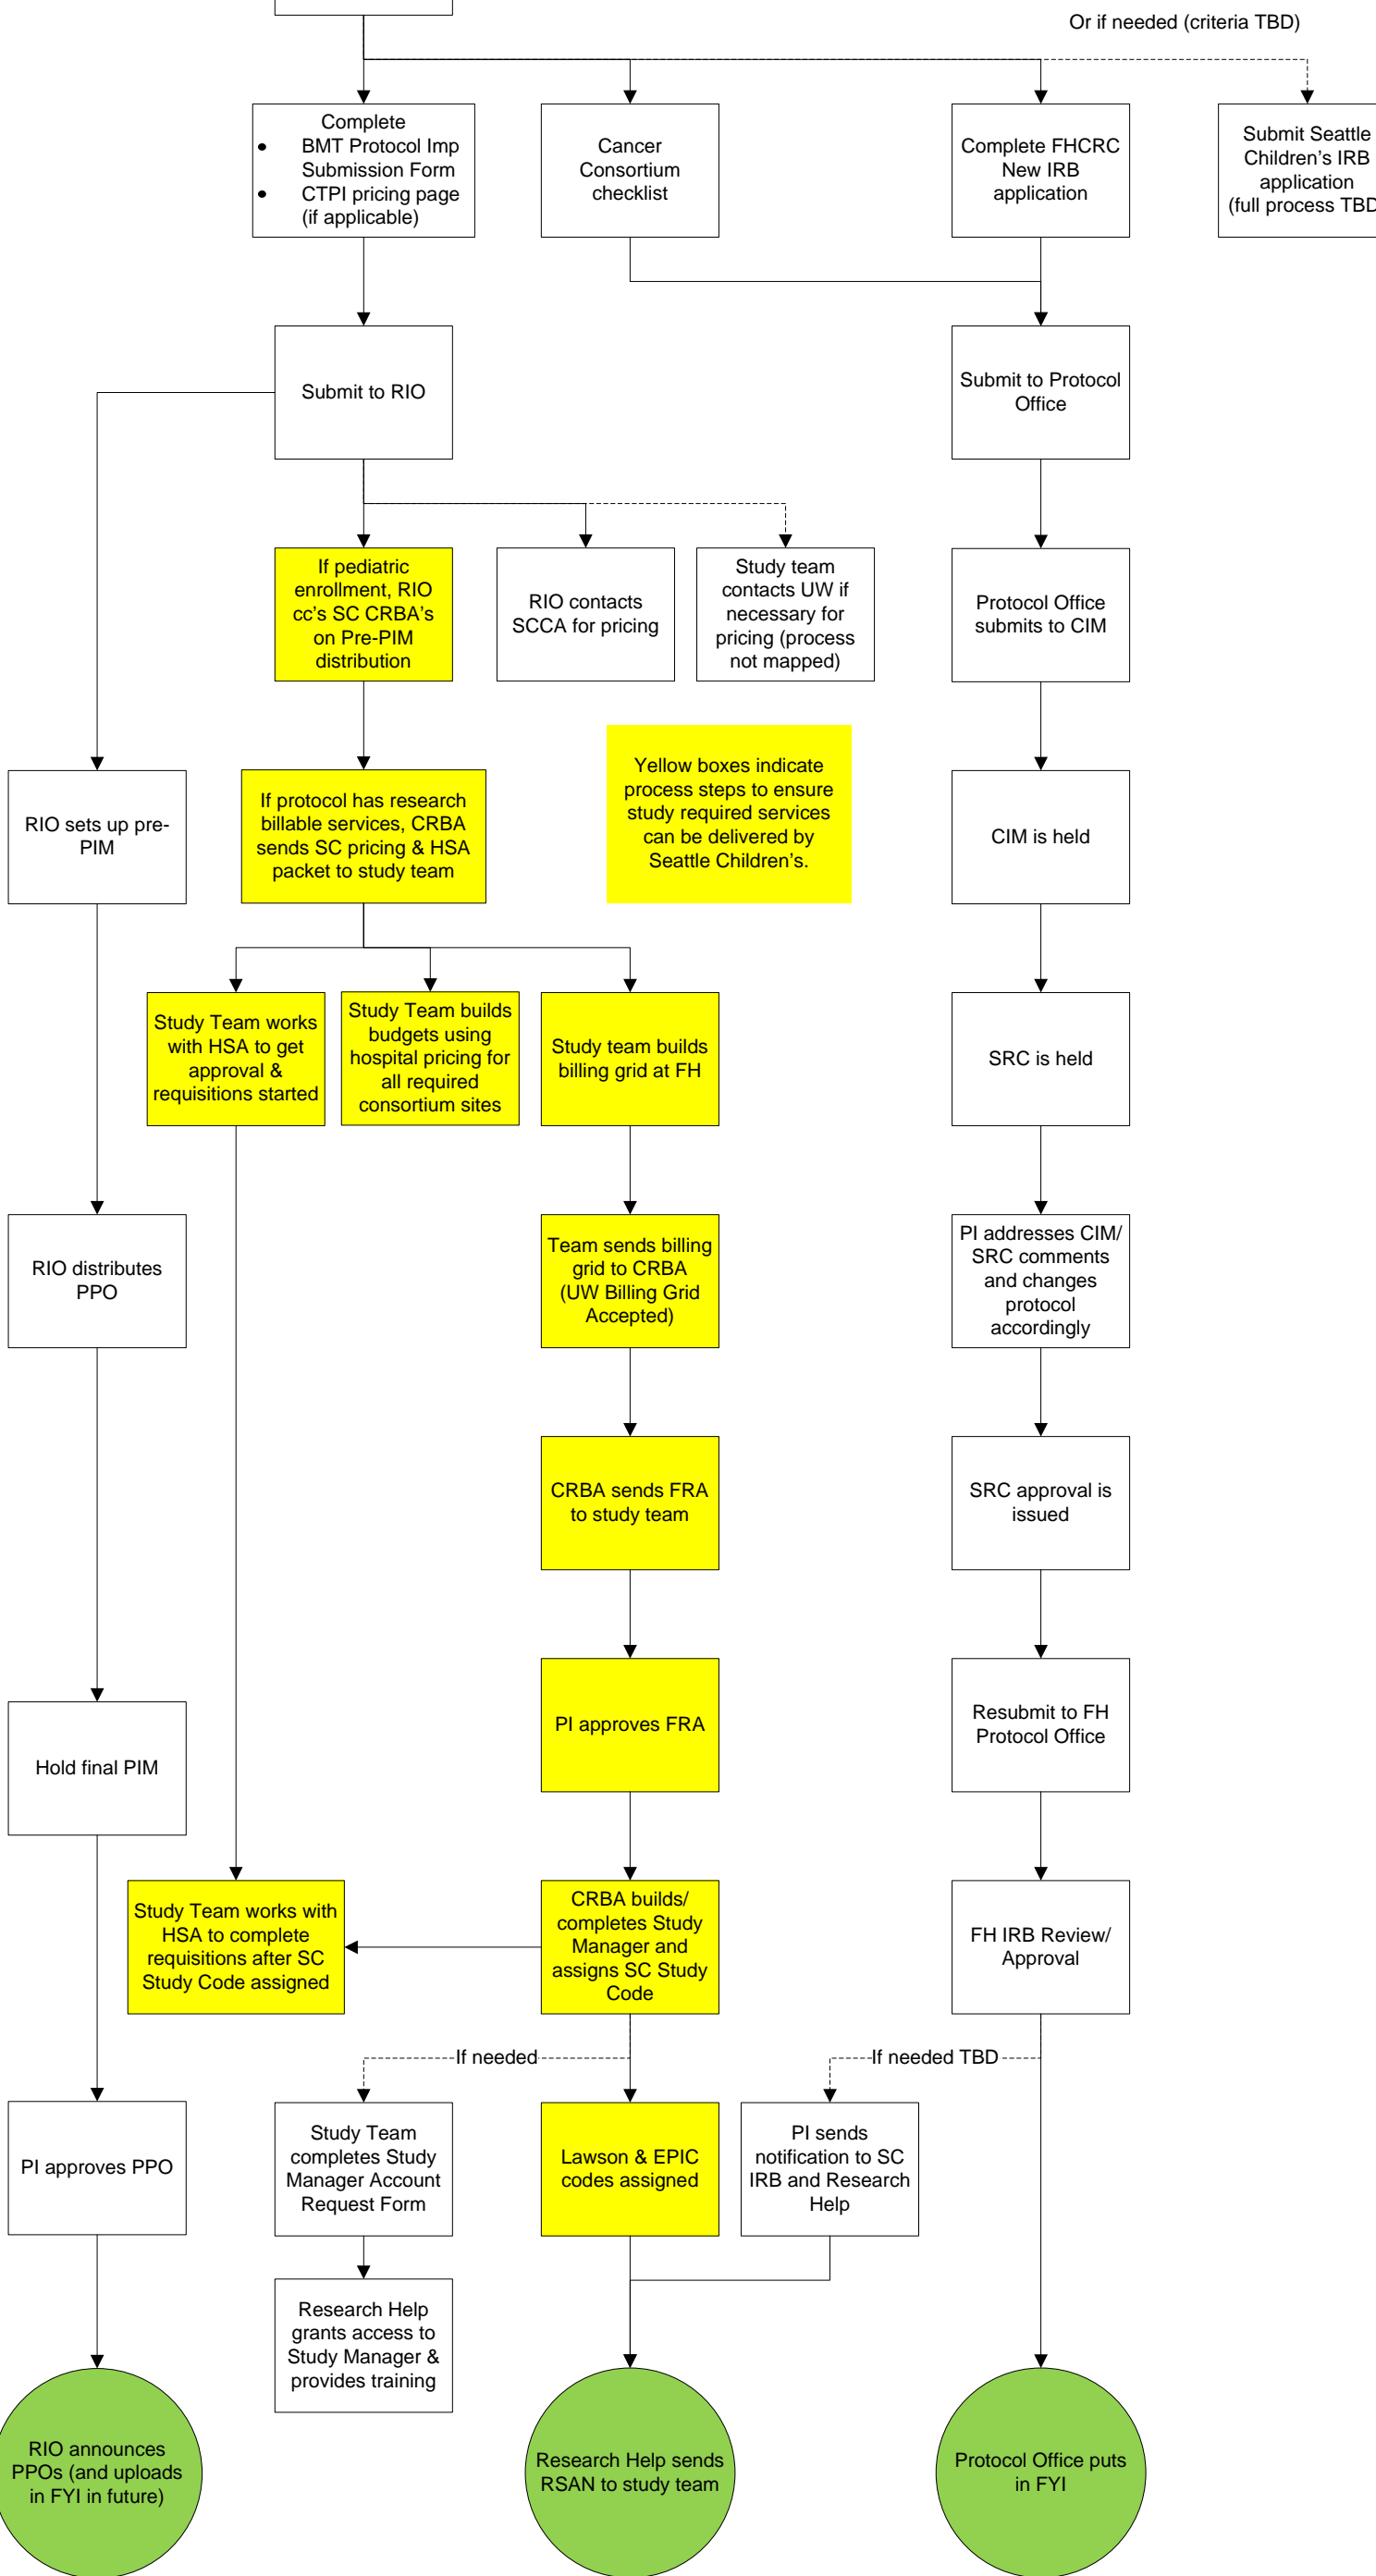 Or if needed (criteria TBD)
Complete
• BMT Protocol Imp
Submission Form
• CTPI pricing page
(if applicable)
Cancer
Consortium
checklist
Complete FHCRC
New IRB
application
Submit Seattle
Children's IRB
application
(full process TBD
Submit to RIO
Submit to Protocol
Office
If pediatric
enrollment, RIO
cc's SC CRBA's
on Pre-PIM
distribution
RIO contacts
SCCA for pricing
Study team
contacts UW if
necessary for
pricing (process
not mapped)
Protocol Office
submits to CIM
RIO sets up pre-
PIM
If protocol has research
billable services, CRBA
sends SC pricing & HSA
packet to study team
Yellow boxes indicate
process steps to ensure
study required services
can be delivered by
Seattle Children's.
CIM is held
Study Team works
with HSA to get
approval &
requisitions started
Study Team builds
budgets using
hospital pricing for
all required
consortium sites
Study team builds
billing grid at FH
SRC is held
RIO distributes
PPO
Team sends billing
grid to CRBA
(UW Billing Grid
Accepted)
PI addresses CIM/
SRC comments
and changes
protocol
accordingly
CRBA sends FRA
to study team
SRC approval is
issued
Hold final PIM
PI approves FRA
Resubmit to FH
Protocol Office
Study Team works with
HSA to complete
requisitions after SC
Study Code assigned
CRBA builds/
completes Study
Manager and
assigns SC Study
Code
FH IRB Review/
Approval
If needed
If needed TBD
PI approves PPO
Study Team
completes Study
Manager Account
Request Form
Lawson & EPIC
codes assigned
PI sends
notification to SC
IRB and Research
Help
Research Help
grants access to
Study Manager &
provides training
RIO announces
PPOs (and uploads
in FYI in future)
Research Help sends
RSAN to study team
Protocol Office puts
in FYI